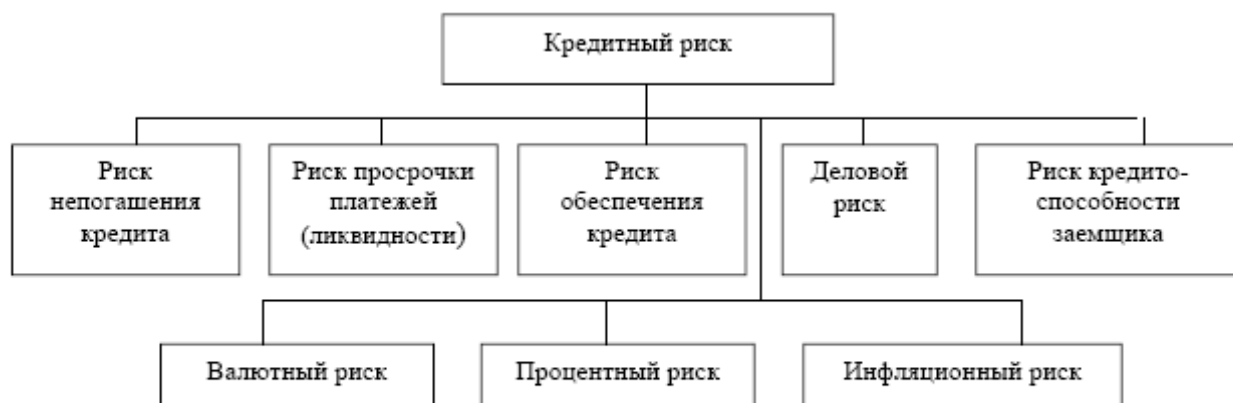 Кредитный риск
Риск
непогашения
кредита
Риск просрочки
платежей
(ликвидности)
Риск
обеспечения
кредита
Деловой
риск
Риск кредито-
способности
заемщика
Валютный риск
Процентный риск
Инфляционный риск